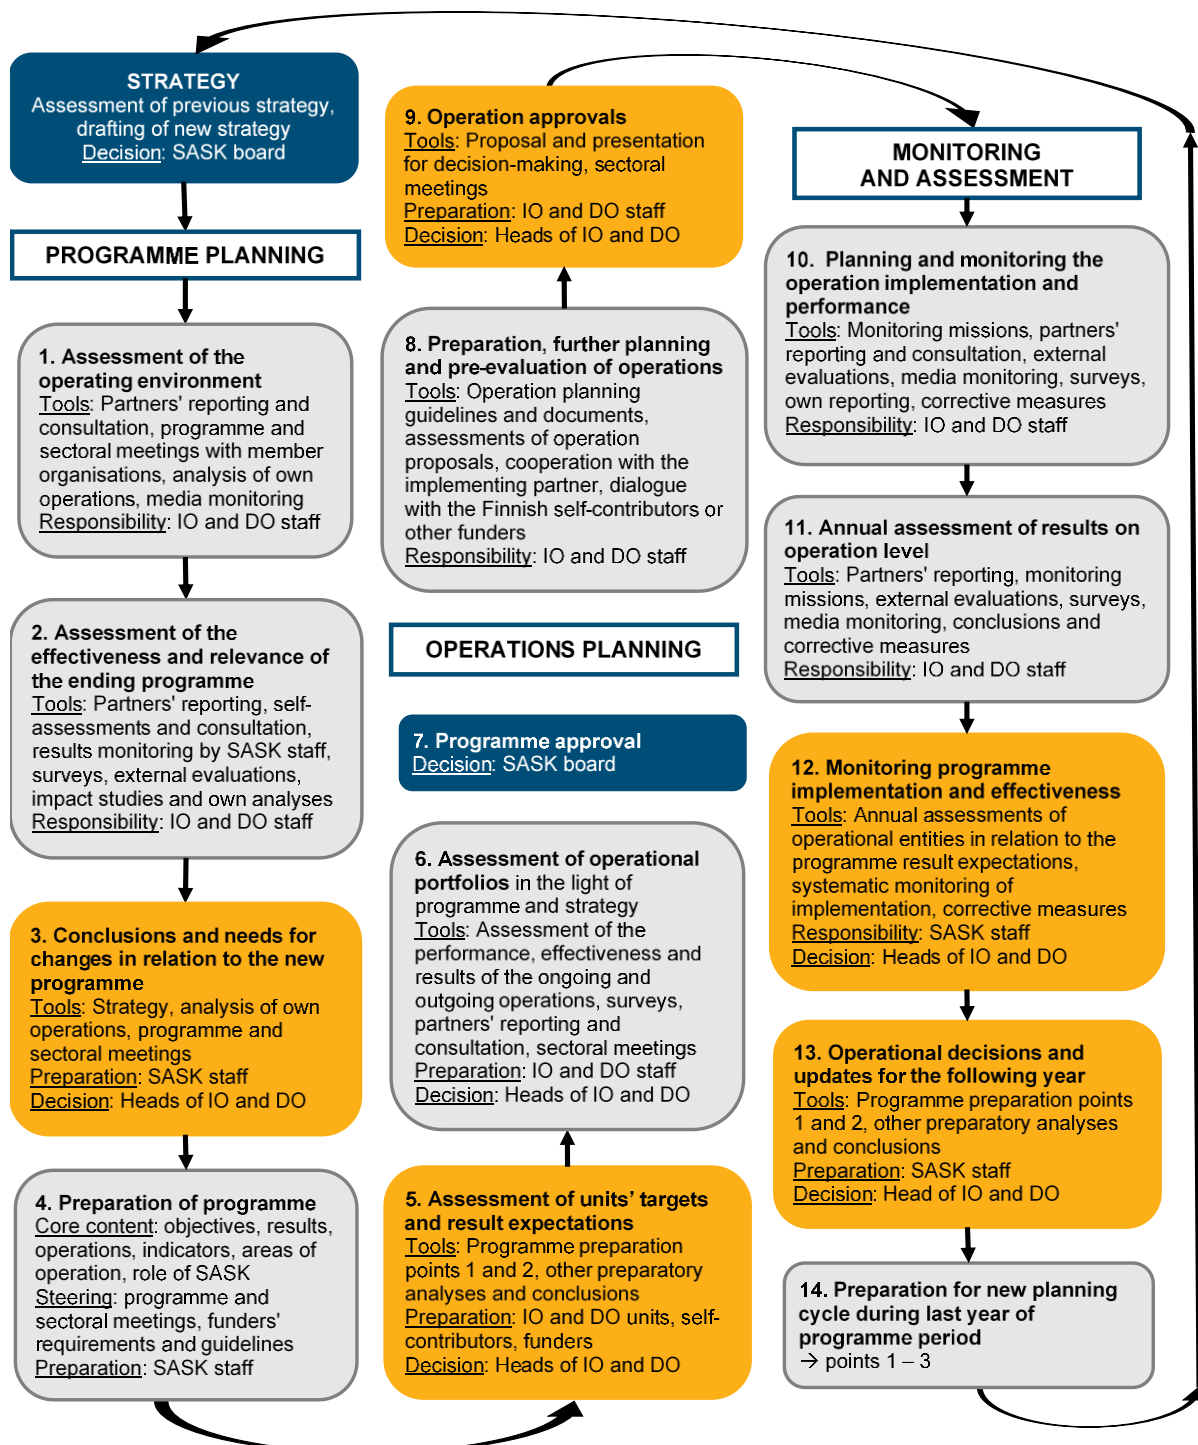 STRATEGY
Assessment of previous strategy,
drafting of new strategy
Decision: SASK board
PROGRAMME PLANNING
1. Assessment of the
operating environment
Tools: Partners' reporting and
consultation, programme and
sectoral meetings with member
organisations, analysis of own
operations, media monitoring
Responsibility: IO and DO staff
2. Assessment of the
effectiveness and relevance of
the ending programme
Tools: Partners' reporting, self-
assessments and consultation,
results monitoring by SASK staff,
surveys, external evaluations,
impact studies and own analyses
Responsibility: IO and DO staff
3. Conclusions and needs for
changes in relation to the new
programme
Tools: Strategy, analysis of own
operations, programme and
sectoral meetings
Preparation: SASK staff
Decision: Heads of IO and DO
4. Preparation of programme
Core content: objectives, results,
operations, indicators, areas of
operation, role of SASK
Steering: programme and
sectoral meetings, funders'
requirements and guidelines
Preparation: SASK staff
5. Assessment of units’ targets
and result expectations
Tools: Programme preparation
points 1 and 2, other preparatory
analyses and conclusions
Preparation: IO and DO units, self-
contributors, funders
Decision: Heads of IO and DO
6. Assessment of operational
portfolios in the light of
programme and strategy
Tools: Assessment of the
performance, effectiveness and
results of the ongoing and
outgoing operations, surveys,
partners' reporting and
consultation, sectoral meetings
Preparation: IO and DO staff
Decision: Heads of IO and DO
7. Programme approval
Decision: SASK board
OPERATIONS PLANNING
8. Preparation, further planning
and pre-evaluation of operations
Tools: Operation planning
guidelines and documents,
assessments of operation
proposals, cooperation with the
implementing partner, dialogue
with the Finnish self-contributors or
other funders
Responsibility: IO and DO staff
9. Operation approvals
Tools: Proposal and presentation
for decision-making, sectoral
meetings
Preparation: IO and DO staff
Decision: Heads of IO and DO
MONITORING
AND ASSESSMENT
10. Planning and monitoring the
operation implementation and
performance
Tools: Monitoring missions, partners'
reporting and consultation, external
evaluations, media monitoring, surveys,
own reporting, corrective measures
Responsibility: IO and DO staff
11. Annual assessment of results on
operation level
Tools: Partners' reporting, monitoring
missions, external evaluations, surveys,
media monitoring, conclusions and
corrective measures
Responsibility: IO and DO staff
12. Monitoring programme
implementation and effectiveness
Tools: Annual assessments of
operational entities in relation to the
programme result expectations,
systematic monitoring of
implementation, corrective measures
Responsibility: SASK staff
Decision: Heads of IO and DO
13. Operational decisions and
updates for the following year
Tools: Programme preparation points
1 and 2, other preparatory analyses
and conclusions
Preparation: SASK staff
Decision: Head of IO and DO
14. Preparation for new planning
cycle during last year of
programme period
→ points 1 – 3